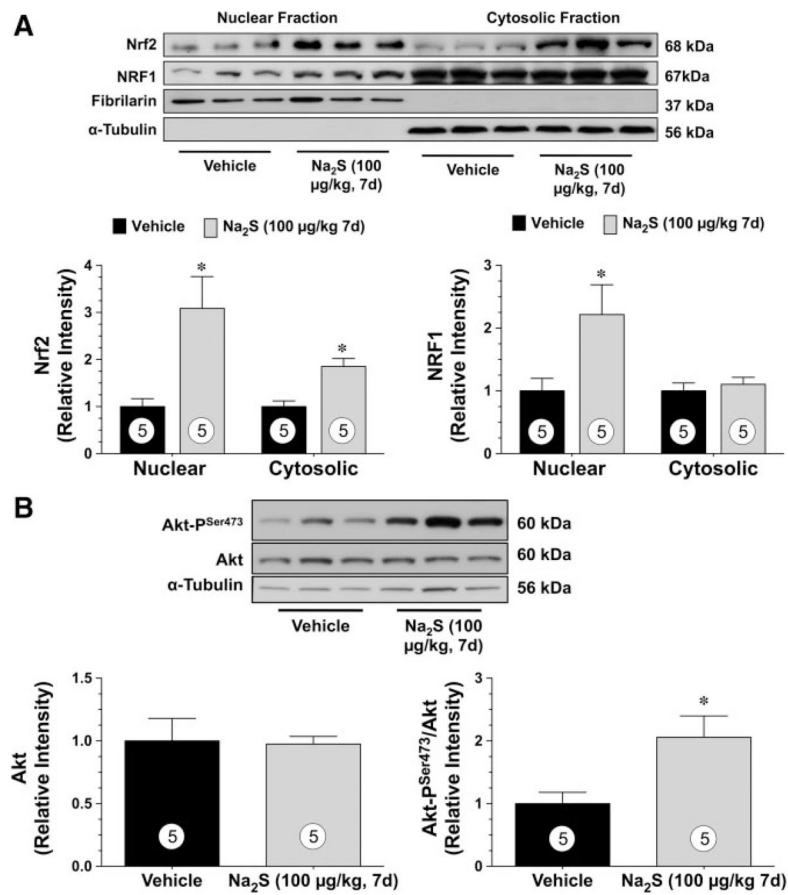 A
Nuclear Fraction Cytosolic Fraction
Nrf2 68 kDa
NRF1 67kDa
Fibrilarin 37 kDa
α-Tubulin 56 kDa
Vehicle Na₂S (100 µg/kg, 7d) Vehicle Na₂S (100 µg/kg, 7d)
Vehicle Na₂S (100 µg/kg 7d)
Nrf2
(Relative Intensity)
4
3
2
1
0
*
*
5 5 5 5
Nuclear Cytosolic
Vehicle Na₂S (100 µg/kg 7d)
NRF1
(Relative Intensity)
3
2
1
0
*
5 5 5 5
Nuclear Cytosolic
B
Akt-Pˢᵉʳ⁴⁷³ 60 kDa
Akt 60 kDa
α-Tubulin 56 kDa
Vehicle Na₂S (100 µg/kg, 7d)
Akt
(Relative Intensity)
1.5
1.0
0.5
0.0
5 5
Vehicle Na₂S (100 µg/kg, 7d)
Akt-Pˢᵉʳ⁴⁷³/Akt
(Relative Intensity)
3
2
1
0
*
5 5
Vehicle Na₂S (100 µg/kg, 7d)